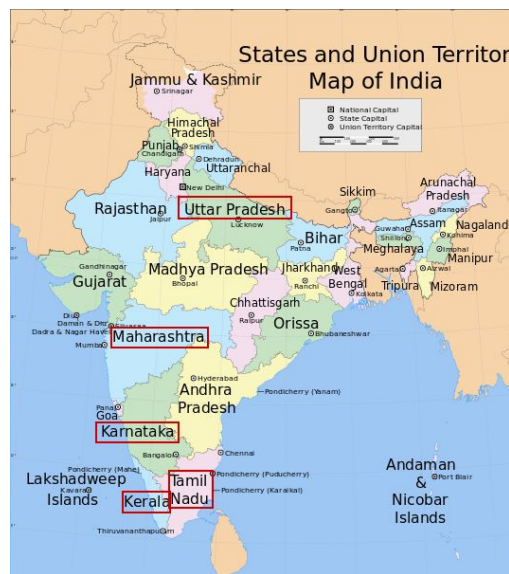 States and Union Territor
Map of India
National Capital
State Capital
Union Territory Capital
Jammu & Kashmir
Srinagar
Himachal
Pradesh
Shimla
Punjab
Chandigarh
Dehradun
Uttaranchal
Haryana
New Delhi
Arunachal
Pradesh
Itanagar
Sikkim
Gangtok
Rajasthan
Jaipur
Uttar Pradesh
Lucknow
Assam
Guwahati
Nagaland
Kohima
Bihar
Patna
Shillong
Meghalaya
Imphal
Manipur
Gandhinagar
Gujarat
Madhya Pradesh
Bhopal
Jharkhand
Ranchi
West
Bengal
Kolkata
Agartala
Tripura
Aizwal
Mizoram
Chhattisgarh
Raipur
Orissa
Bhubaneshwar
Diu
Daman & Diu
Silvassa
Dadra & Nagar Haveli
Maharashtra
Mumbai
Hyderabad
Andhra
Pradesh
Pondicherry (Yanam)
Panaji
Goa
Karnataka
Bangalore
Chennai
Pondicherry (Mahe)
Lakshadweep
Islands
Kavaratti
Pondicherry (Puducherry)
Tamil
Nadu
Pondicherry (Karaikal)
Kerala
Thiruvananthapuram
Andaman
&
Nicobar
Islands
Port Blair